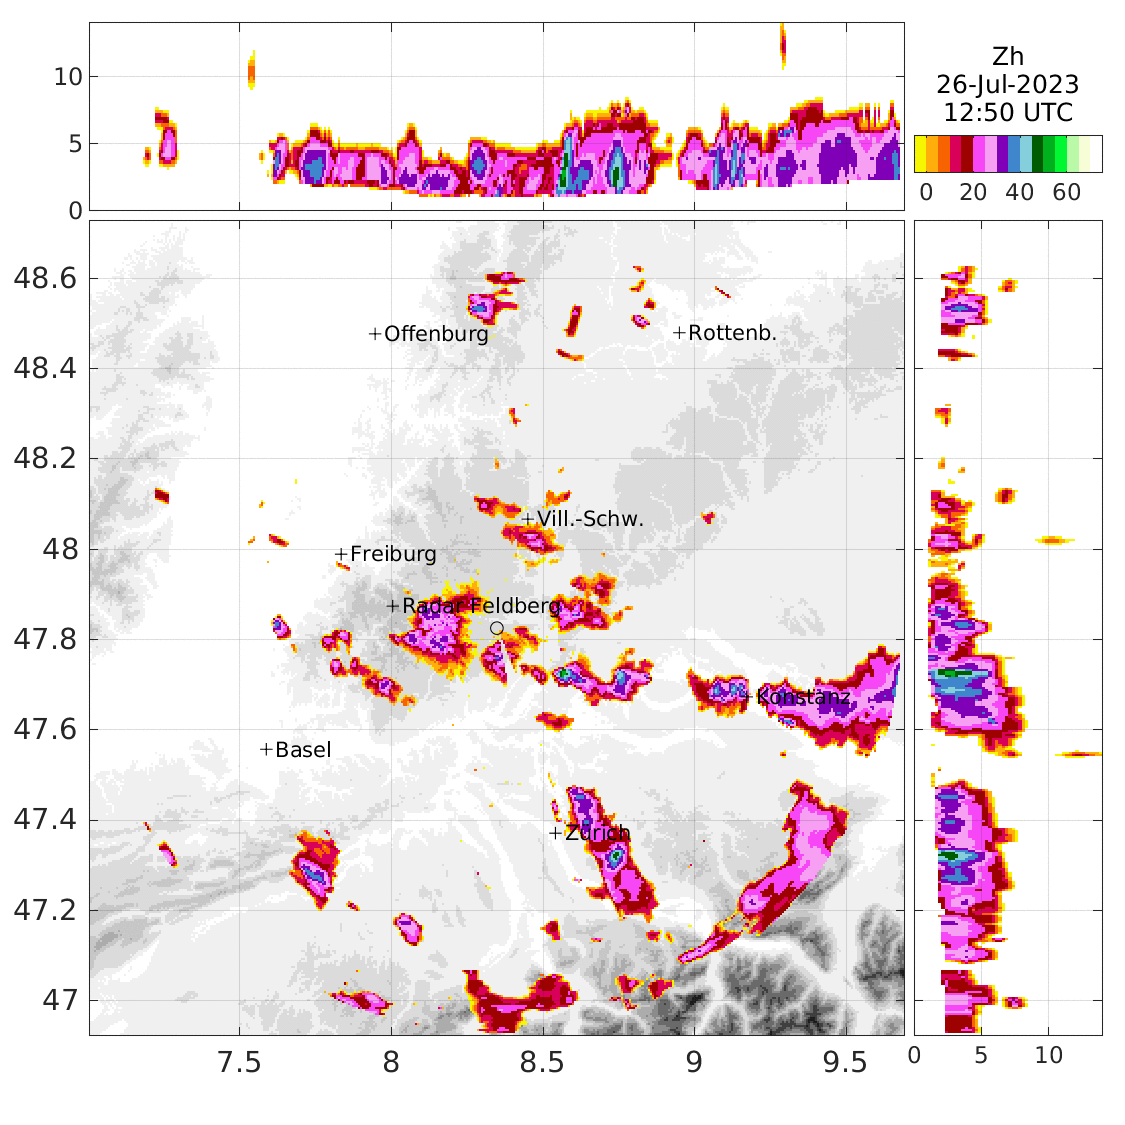 10
5
0
Zh
26-Jul-2023
12:50 UTC
0 20 40 60
48.6
48.4
48.2
48
47.8
47.6
47.4
47.2
47
+Offenburg
+Rottenb.
+Vill.-Schw.
+Freiburg
+Radar Feldberg
+Konstanz
+Basel
+Zürich
7.5 8 8.5 9 9.5
0 5 10